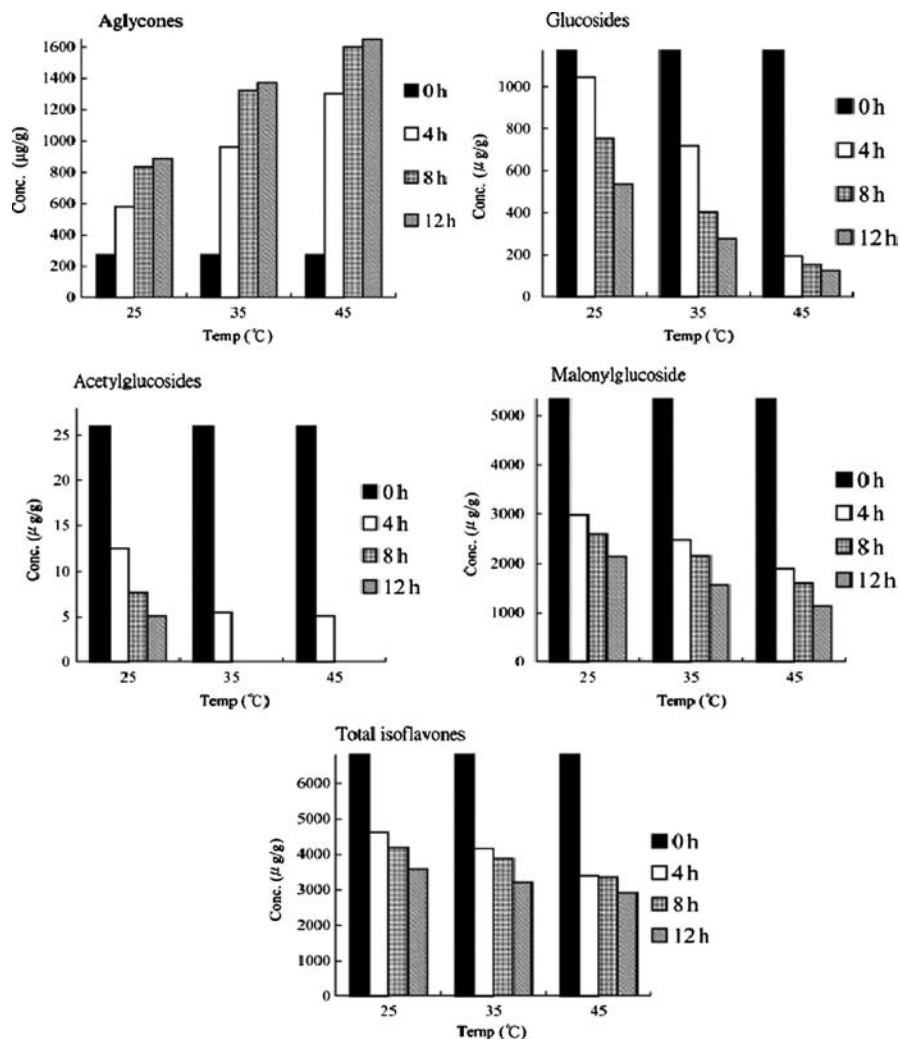 Aglycones
1600
1400
1200
1000
800
600
400
200
0
Conc. (μg/g)
25 35 45
Temp (℃)
0 h
4 h
8 h
12 h
Glucosides
1000
800
600
400
200
0
Conc. (μg/g)
25 35 45
Temp (℃)
0 h
4 h
8 h
12 h
Acetylglucosides
25
20
15
10
5
0
Conc. (μ g/g)
25 35 45
Temp (℃)
0 h
4 h
8 h
12 h
Malonylglucoside
5000
4000
3000
2000
1000
0
Conc. (μ g/g)
25 35 45
Temp (℃)
0 h
4 h
8 h
12 h
Total isoflavones
6000
5000
4000
3000
2000
1000
0
Conc. (μ g/g)
25 35 45
Temp (℃)
0 h
4 h
8 h
12 h